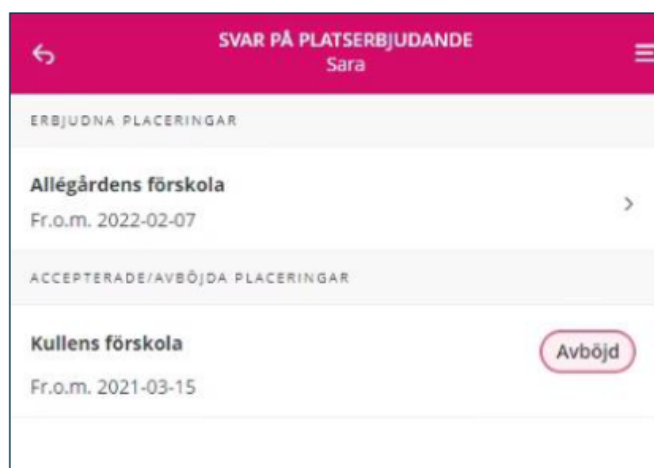 SVAR PÅ PLATSERBJUDANDE
Sara
ERBJUDNA PLACERINGAR
Allégårdens förskola
Fr.o.m. 2022-02-07
ACCEPTERADE/AVBÖJDA PLACERINGAR
Kullens förskola
Avböjd
Fr.o.m. 2021-03-15